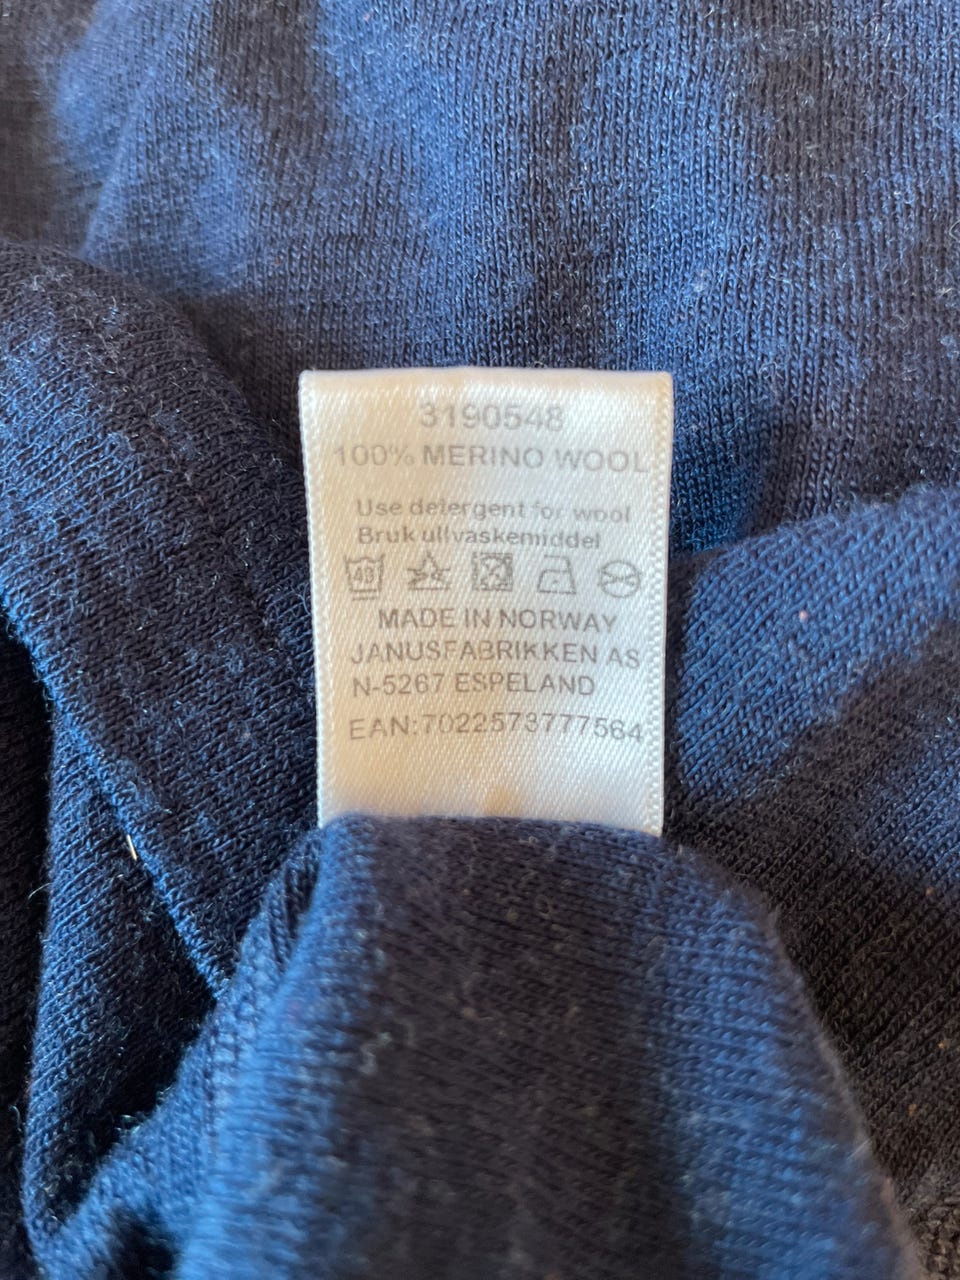 3190548
100% MERINO WOOL
Use detergent for wool
Bruk ullvaskemiddel
40
MADE IN NORWAY
JANUSFABRIKKEN AS
N-5267 ESPELAND
EAN:7022573777564